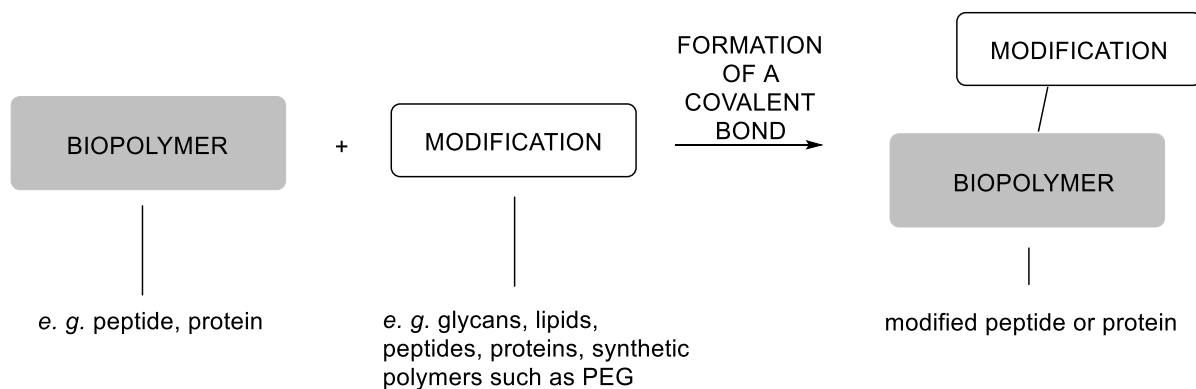 BIOPOLYMER
+
MODIFICATION
FORMATION
OF A
COVALENT
BOND
MODIFICATION
BIOPOLYMER
e. g. peptide, protein
e. g. glycans, lipids,
peptides, proteins, synthetic
polymers such as PEG
modified peptide or protein